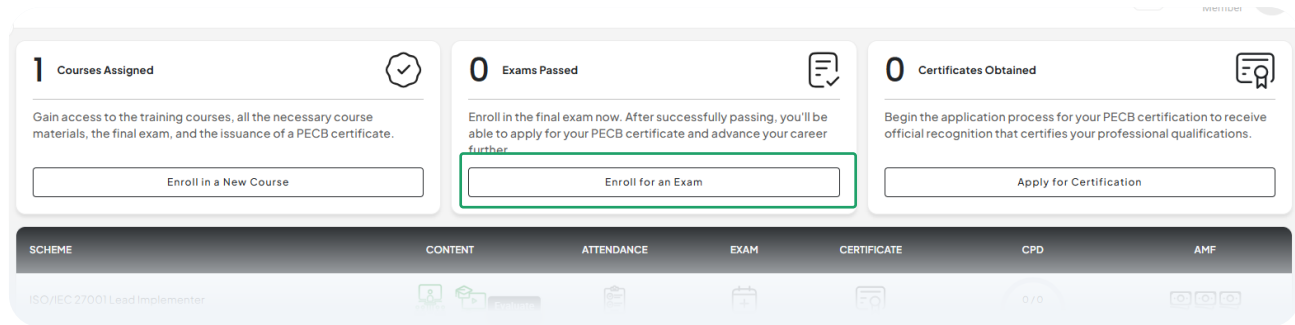 Member
1 Courses Assigned
Gain access to the training courses, all the necessary course
materials, the final exam, and the issuance of a PECB certificate.
Enroll in a New Course
0 Exams Passed
Enroll in the final exam now. After successfully passing, you'll be
able to apply for your PECB certificate and advance your career
further
Enroll for an Exam
0 Certificates Obtained
Begin the application process for your PECB certification to receive
official recognition that certifies your professional qualifications.
Apply for Certification
SCHEME CONTENT ATTENDANCE EXAM CERTIFICATE CPD AMF
ISO/IEC 27001 Lead Implementer 0/0